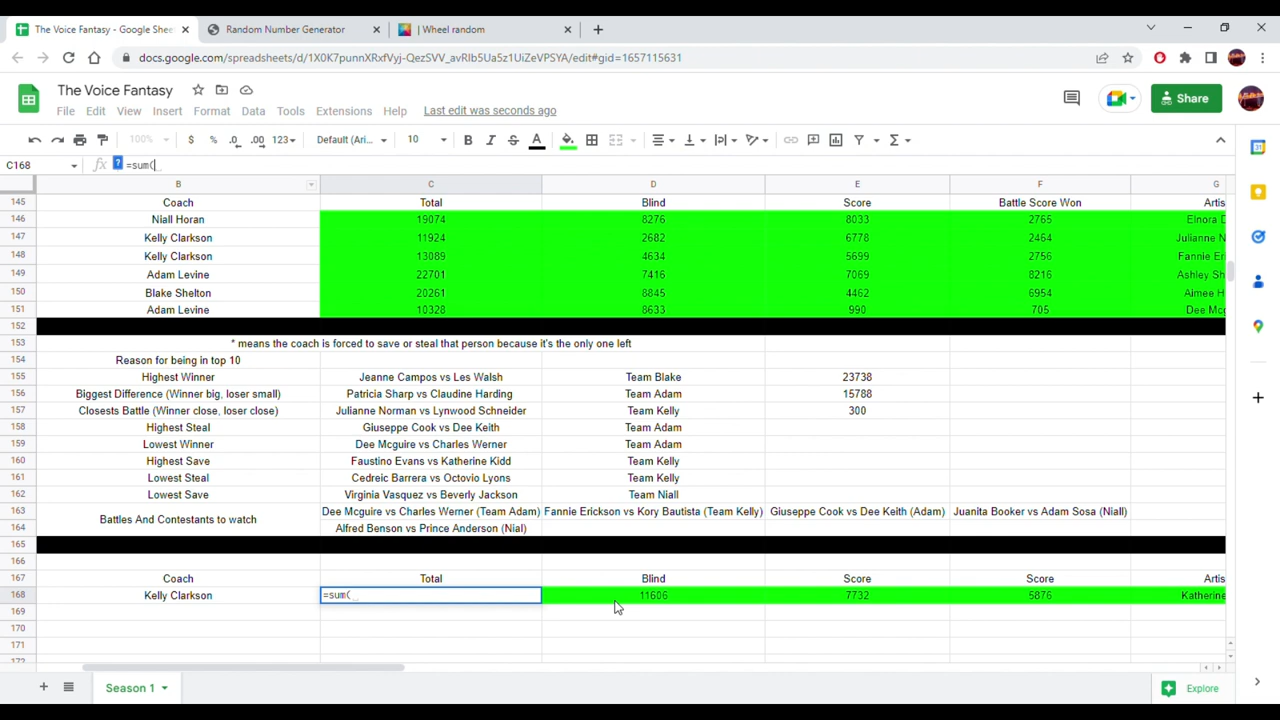 The Voice Fantasy - Google Shee
Random Number Generator
| Wheel random
docs.google.com/spreadsheets/d/1X0K7punnXRxfVyj-QezSVV_avRIb5Ua5z1UiZeVPSYA/edit#gid=1657115631
The Voice Fantasy
File Edit View Insert Format Data Tools Extensions Help Last edit was seconds ago
Share
100% $ % .0 .00 123 Default (Ari... 10
C168 fx ? =sum(
B C D E F G
145 Coach Total Blind Score Battle Score Won Artis
146 Niall Horan 19074 8276 8033 2765 Elnora D
147 Kelly Clarkson 11924 2682 6778 2464 Julianne N
148 Kelly Clarkson 13089 4634 5699 2756 Fannie Er
149 Adam Levine 22701 7416 7069 8216 Ashley Sh
150 Blake Shelton 20261 8845 4462 6954 Aimee H
151 Adam Levine 10328 8633 990 705 Dee Mcg
152
153 * means the coach is forced to save or steal that person because it's the only one left
154 Reason for being in top 10
155 Highest Winner Jeanne Campos vs Les Walsh Team Blake 23738
156 Biggest Difference (Winner big, loser small) Patricia Sharp vs Claudine Harding Team Adam 15788
157 Closests Battle (Winner close, loser close) Julianne Norman vs Lynwood Schneider Team Kelly 300
158 Highest Steal Giuseppe Cook vs Dee Keith Team Adam
159 Lowest Winner Dee Mcguire vs Charles Werner Team Adam
160 Highest Save Faustino Evans vs Katherine Kidd Team Kelly
161 Lowest Steal Cedreic Barrera vs Octovio Lyons Team Kelly
162 Lowest Save Virginia Vasquez vs Beverly Jackson Team Niall
163 Dee Mcguire vs Charles Werner (Team Adam) Fannie Erickson vs Kory Bautista (Team Kelly) Giuseppe Cook vs Dee Keith (Adam) Juanita Booker vs Adam Sosa (Niall)
Battles And Contestants to watch
164 Alfred Benson vs Prince Anderson (Nial)
165
166
167 Coach Total Blind Score Score Artis
168 Kelly Clarkson =sum( 11606 7732 5876 Katherine
169
170
171
172
Season 1
Explore